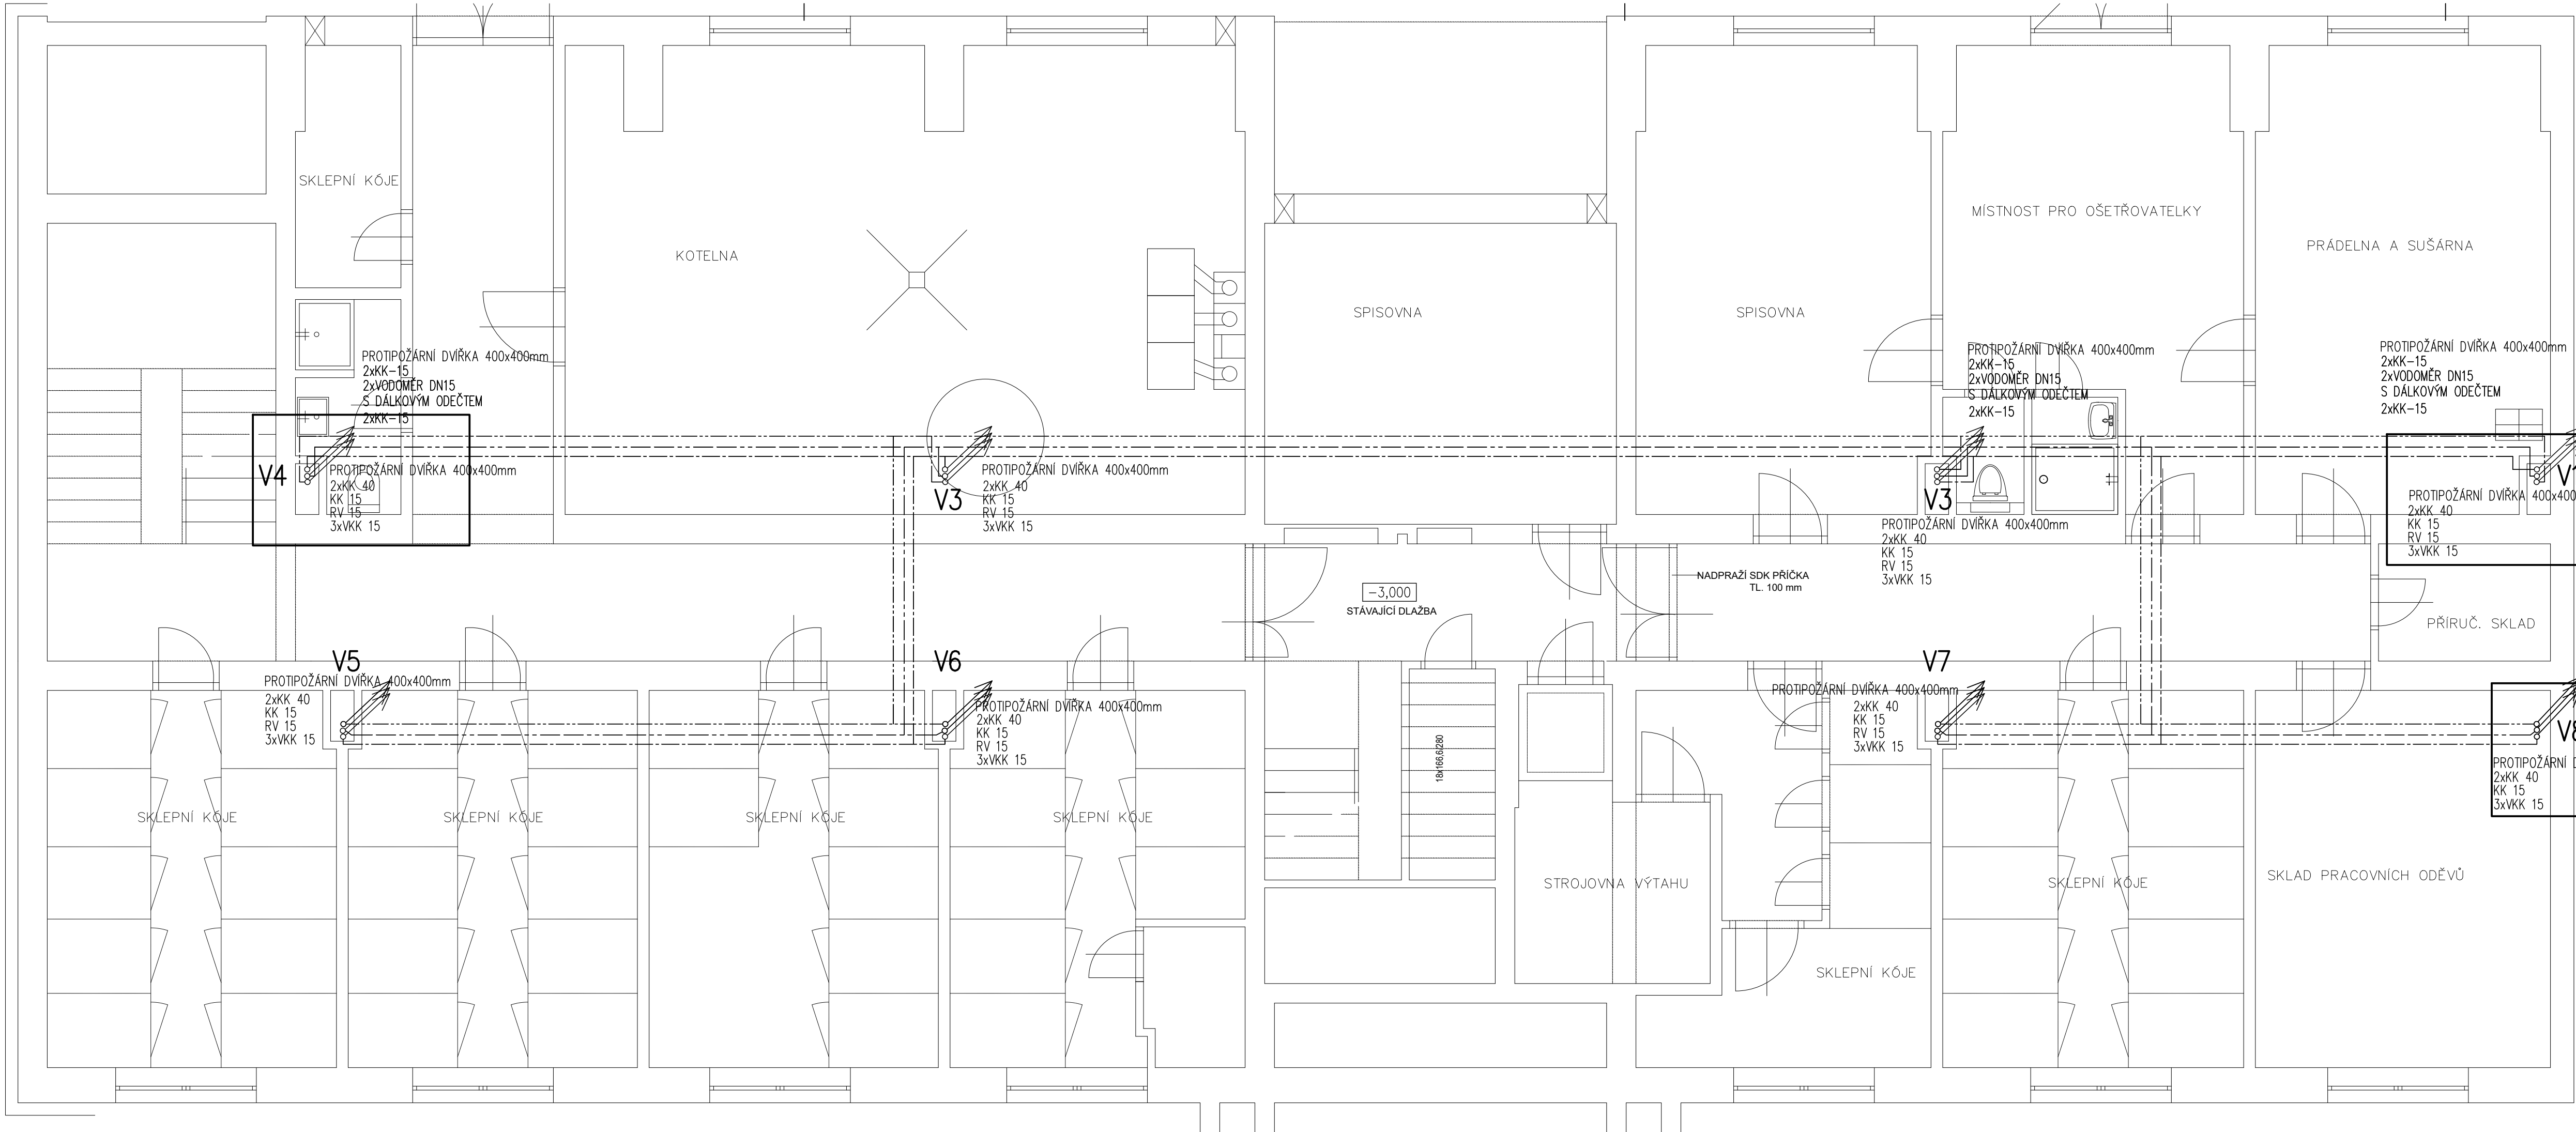 SKLEPNÍ KÓJE
KOTELNA
SPISOVNA
SPISOVNA
MÍSTNOST PRO OŠETŘOVATELKY
PRÁDELNA A SUŠÁRNA
PROTIPOŽÁRNÍ DVÍŘKA 400x400mm
2xKK-15
2xVODOMĚR DN15
S DÁLKOVÝM ODEČTEM
2xKK-15
PROTIPOŽÁRNÍ DVÍŘKA 400x400mm
2xKK-15
2xVODOMĚR DN15
S DÁLKOVÝM ODEČTEM
2xKK-15
PROTIPOŽÁRNÍ DVÍŘKA 400x400mm
2xKK-15
2xVODOMĚR DN15
S DÁLKOVÝM ODEČTEM
2xKK-15
V4
PROTIPOŽÁRNÍ DVÍŘKA 400x400mm
2xKK 40
KK 15
RV 15
3xVKK 15
V3
PROTIPOŽÁRNÍ DVÍŘKA 400x400mm
2xKK 40
KK 15
RV 15
3xVKK 15
V3
PROTIPOŽÁRNÍ DVÍŘKA 400x400mm
2xKK 40
KK 15
RV 15
3xVKK 15
V1
PROTIPOŽÁRNÍ DVÍŘKA 400x400
2xKK 40
KK 15
RV 15
3xVKK 15
NADPRAŽÍ SDK PŘÍČKA
TL. 100 mm
-3,000
STÁVAJÍCÍ DLAŽBA
PŘÍRUČ. SKLAD
V5
PROTIPOŽÁRNÍ DVÍŘKA 400x400mm
2xKK 40
KK 15
RV 15
3xVKK 15
V6
PROTIPOŽÁRNÍ DVÍŘKA 400x400mm
2xKK 40
KK 15
RV 15
3xVKK 15
V7
PROTIPOŽÁRNÍ DVÍŘKA 400x400mm
2xKK 40
KK 15
RV 15
3xVKK 15
V8
PROTIPOŽÁRNÍ
2xKK 40
KK 15
RV 15
3xVKK 15
18x166.6/280
SKLEPNÍ KÓJE
SKLEPNÍ KÓJE
SKLEPNÍ KÓJE
SKLEPNÍ KÓJE
STROJOVNA VÝTAHU
SKLEPNÍ KÓJE
SKLAD PRACOVNÍCH ODĚVŮ
SKLEPNÍ KÓJE